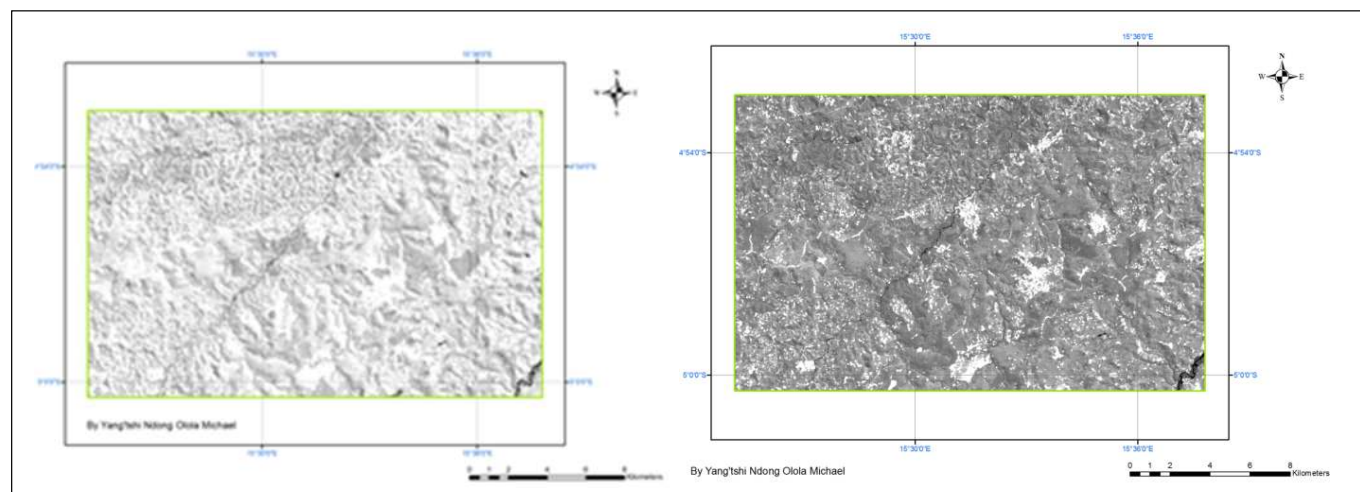 15°30'0"E 15°36'0"E
N
W E
S
4°54'0"S 4°54'0"S
5°0'0"S 5°0'0"S
By Yang'tshi Ndong Olola Michael
15°30'0"E 15°36'0"E
0 1 2 4 6 8
Kilometers
15°30'0"E 15°36'0"E
N
W E
S
4°54'0"S 4°54'0"S
5°0'0"S 5°0'0"S
15°30'0"E 15°36'0"E
By Yang'tshi Ndong Olola Michael
0 1 2 4 6 8
Kilometers